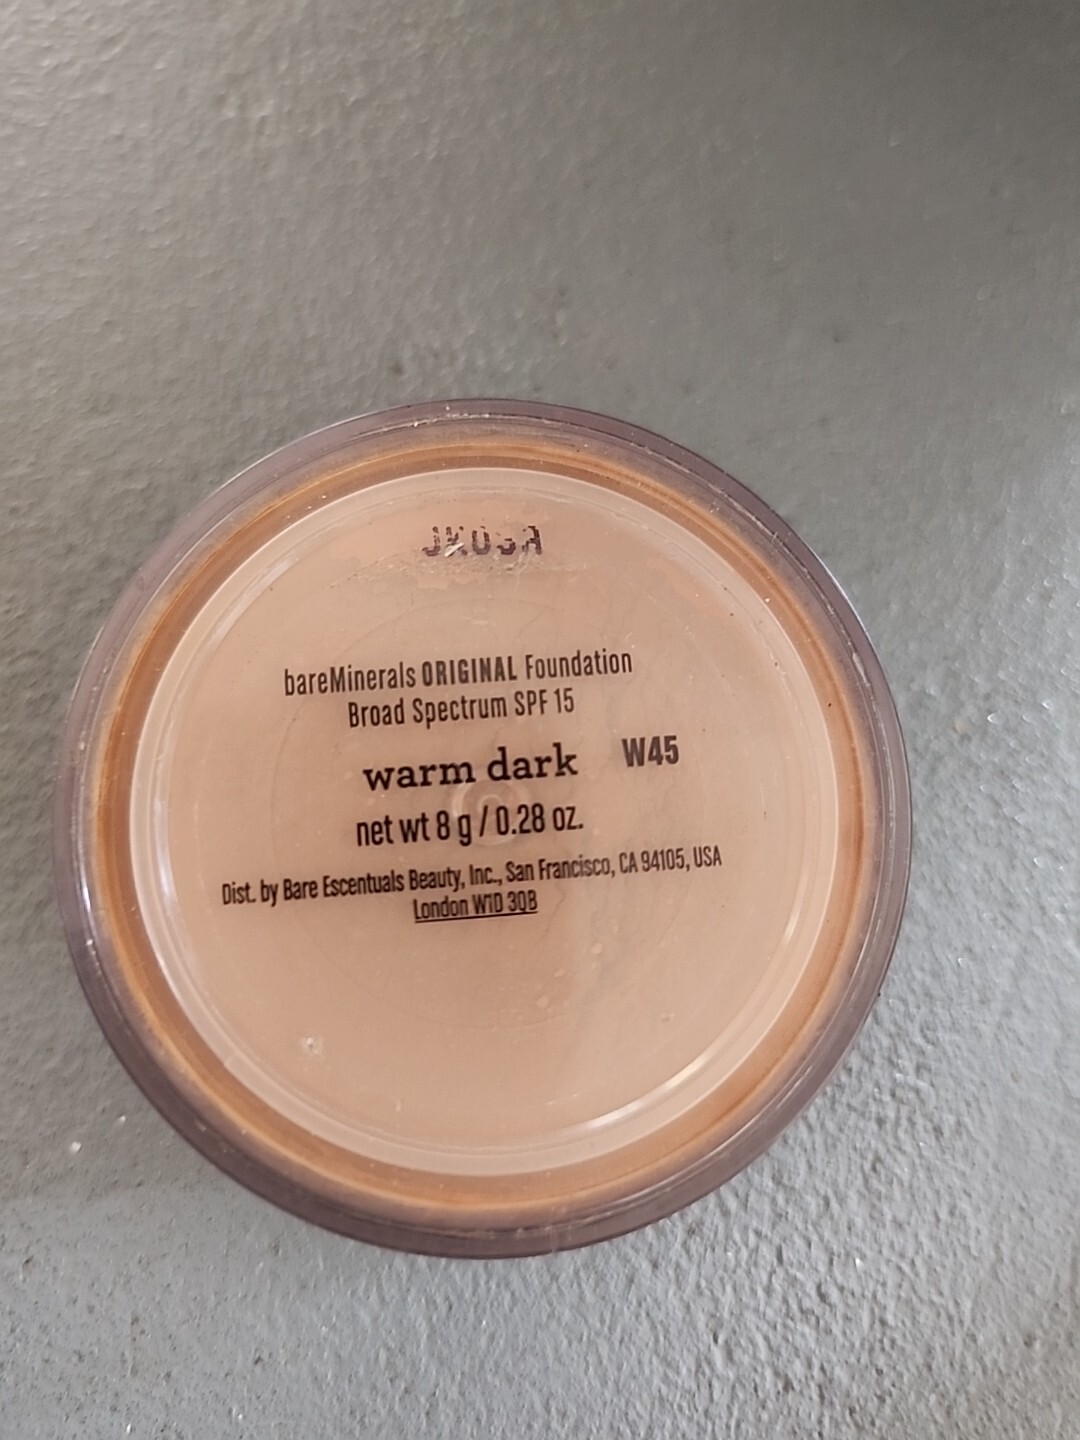 JK03A
bareMinerals ORIGINAL Foundation
Broad Spectrum SPF 15
warm dark W45
net wt 8 g / 0.28 oz.
Dist. by Bare Escentuals Beauty, Inc., San Francisco, CA 94105, USA
London W1D 3QB